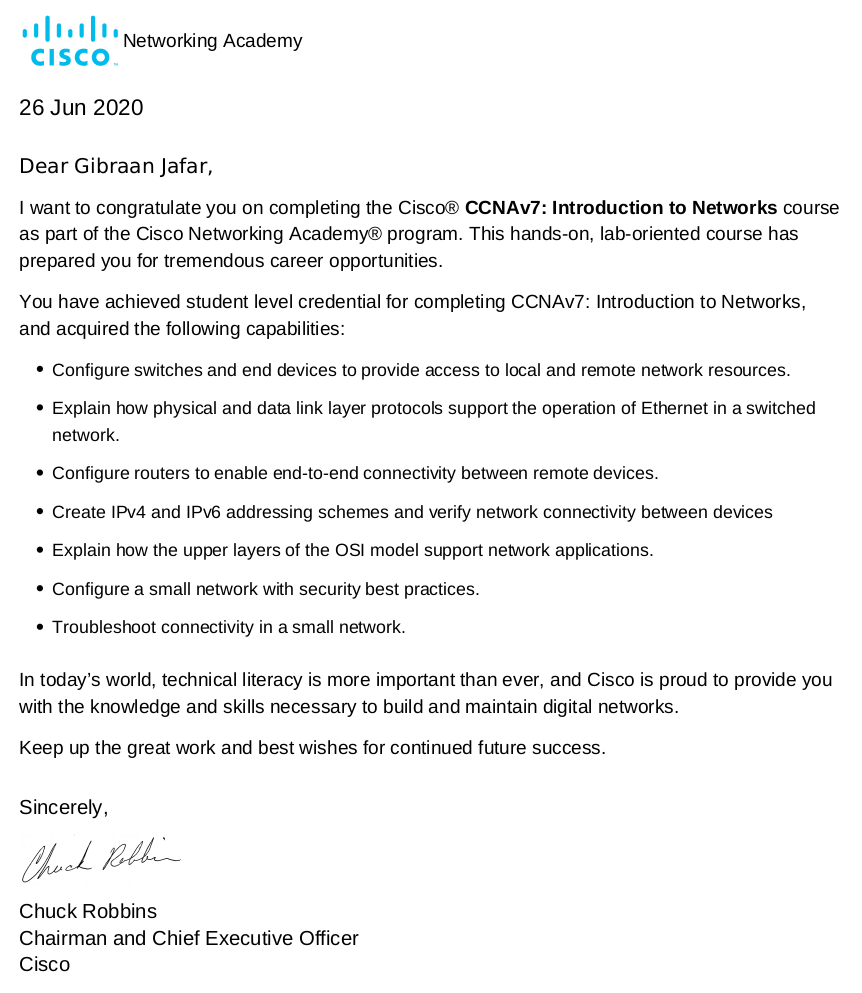 CISCO Networking Academy
26 Jun 2020
Dear Gibraan Jafar,
I want to congratulate you on completing the Cisco® CCNAv7: Introduction to Networks course
as part of the Cisco Networking Academy® program. This hands-on, lab-oriented course has
prepared you for tremendous career opportunities.
You have achieved student level credential for completing CCNAv7: Introduction to Networks,
and acquired the following capabilities:
• Configure switches and end devices to provide access to local and remote network resources.
• Explain how physical and data link layer protocols support the operation of Ethernet in a switched
network.
• Configure routers to enable end-to-end connectivity between remote devices.
• Create IPv4 and IPv6 addressing schemes and verify network connectivity between devices
• Explain how the upper layers of the OSI model support network applications.
• Configure a small network with security best practices.
• Troubleshoot connectivity in a small network.
In today’s world, technical literacy is more important than ever, and Cisco is proud to provide you
with the knowledge and skills necessary to build and maintain digital networks.
Keep up the great work and best wishes for continued future success.
Sincerely,
Chuck Robbins
Chuck Robbins
Chairman and Chief Executive Officer
Cisco